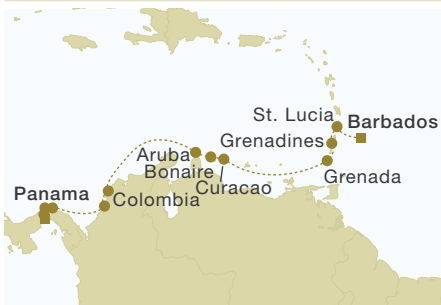 St. Lucia
Barbados
Grenadines
Aruba
Bonaire
Curacao
Grenada
Panama
Colombia